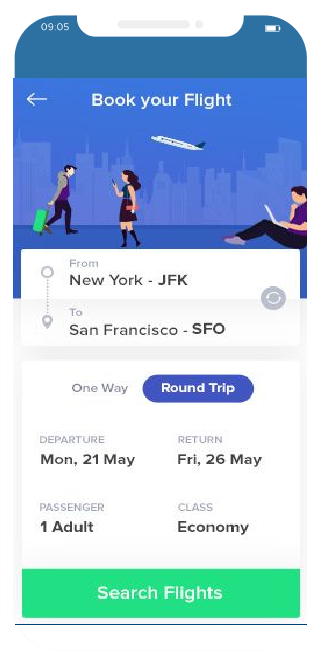 09:05
Book your Flight
From
New York - JFK
To
San Francisco - SFO
One Way Round Trip
DEPARTURE RETURN
Mon, 21 May Fri, 26 May
PASSENGER CLASS
1 Adult Economy
Search Flights